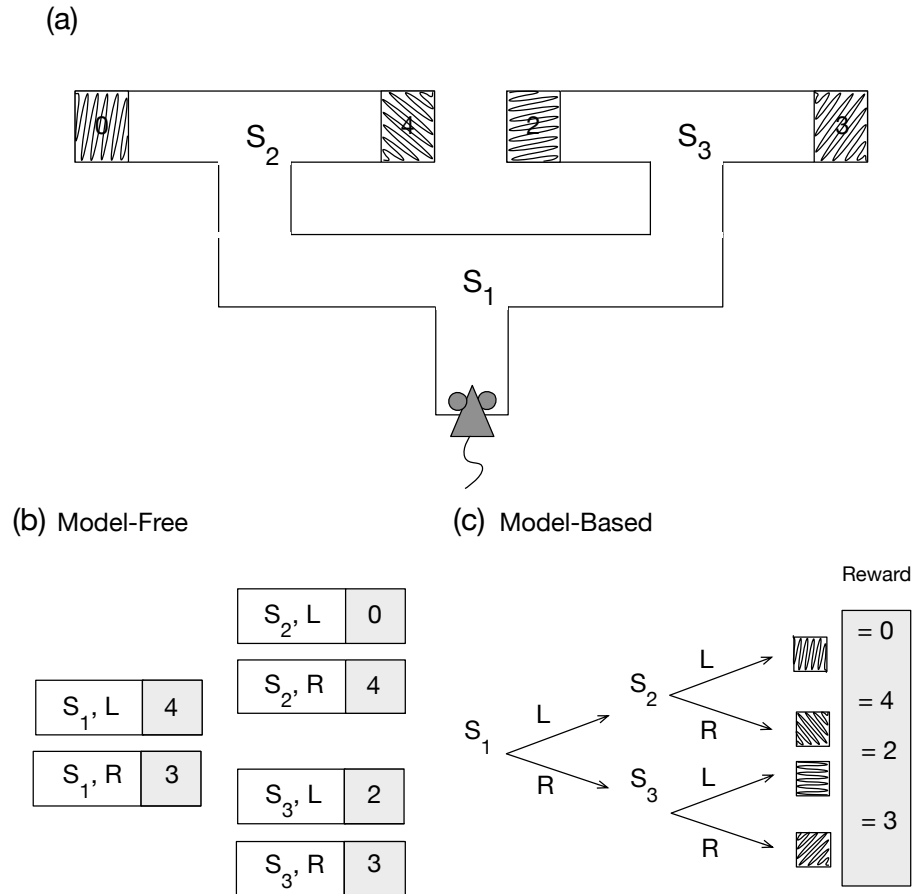 (a)
0
4
2
3
S2
S3
S1
(b) Model-Free
S2, L 0
S2, R 4
S1, L 4
S1, R 3
S3, L 2
S3, R 3
(c) Model-Based
Reward
S1
L
R
S2
S3
L
R
L
R
= 0
= 4
= 2
= 3